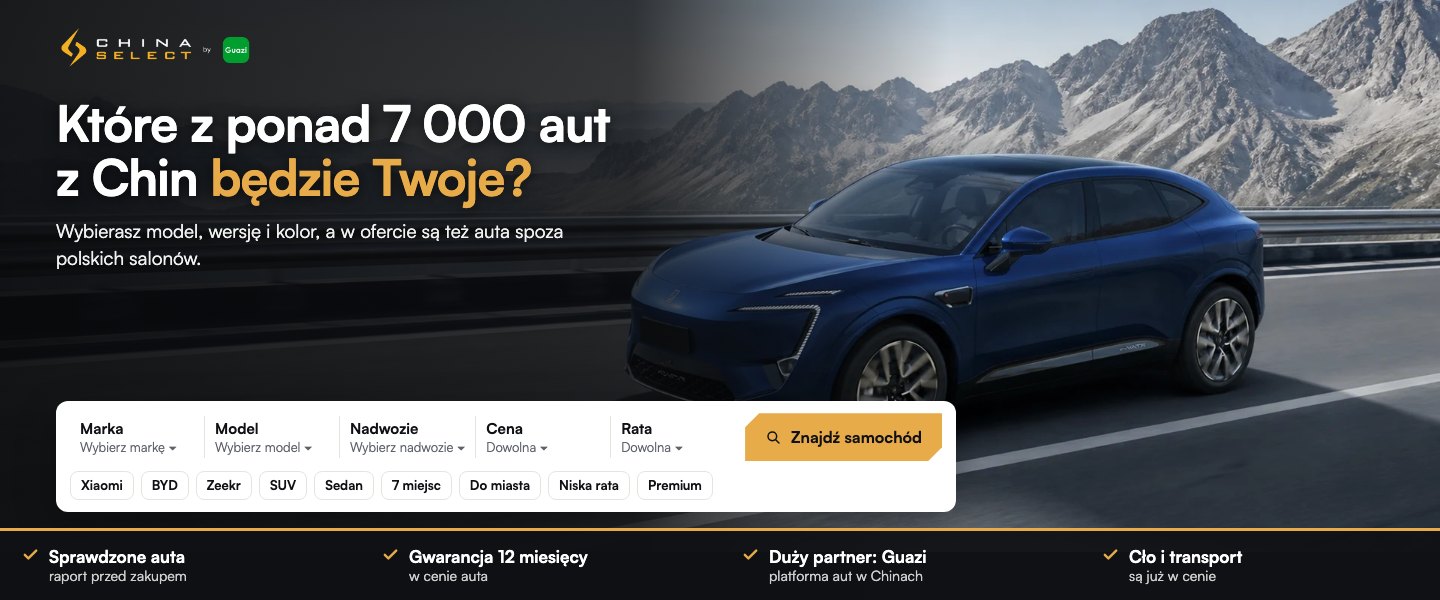 CHINA
SELECT
by
Guazi
Które z ponad 7 000 aut
z Chin będzie Twoje?
Wybierasz model, wersję i kolor, a w ofercie są też auta spoza
polskich salonów.
Marka
Wybierz markę
Model
Wybierz model
Nadwozie
Wybierz nadwozie
Cena
Dowolna
Rata
Dowolna
Znajdź samochód
Xiaomi
BYD
Zeekr
SUV
Sedan
7 miejsc
Do miasta
Niska rata
Premium
Sprawdzone auta
raport przed zakupem
Gwarancja 12 miesięcy
w cenie auta
Duży partner: Guazi
platforma aut w Chinach
Cło i transport
są już w cenie